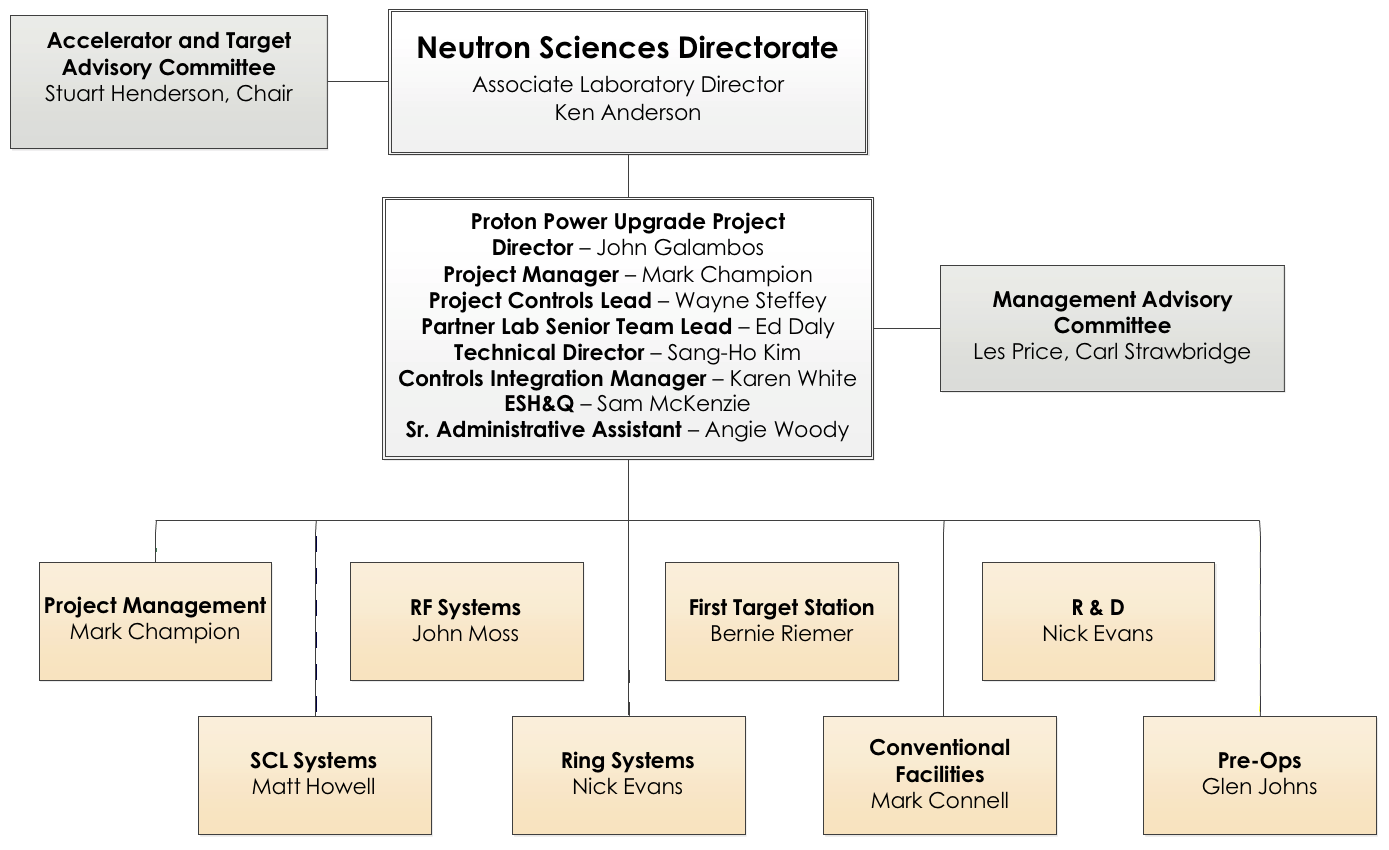 Accelerator and Target
Advisory Committee
Stuart Henderson, Chair
Neutron Sciences Directorate
Associate Laboratory Director
Ken Anderson
Proton Power Upgrade Project
Director – John Galambos
Project Manager – Mark Champion
Project Controls Lead – Wayne Steffey
Partner Lab Senior Team Lead – Ed Daly
Technical Director – Sang-Ho Kim
Controls Integration Manager – Karen White
ESH&Q – Sam McKenzie
Sr. Administrative Assistant – Angie Woody
Management Advisory
Committee
Les Price, Carl Strawbridge
Project Management
Mark Champion
RF Systems
John Moss
First Target Station
Bernie Riemer
R & D
Nick Evans
SCL Systems
Matt Howell
Ring Systems
Nick Evans
Conventional
Facilities
Mark Connell
Pre-Ops
Glen Johns